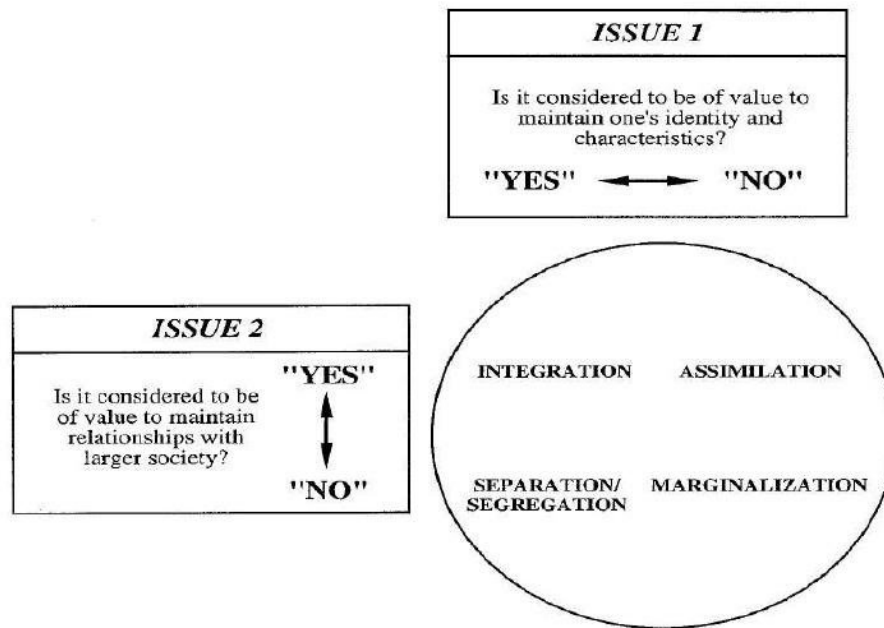 ISSUE 1
Is it considered to be of value to
maintain one's identity and
characteristics?
"YES" "NO"
ISSUE 2
Is it considered to be
of value to maintain
relationships with
larger society?
"YES"
"NO"
INTEGRATION ASSIMILATION
SEPARATION/ MARGINALIZATION
SEGREGATION